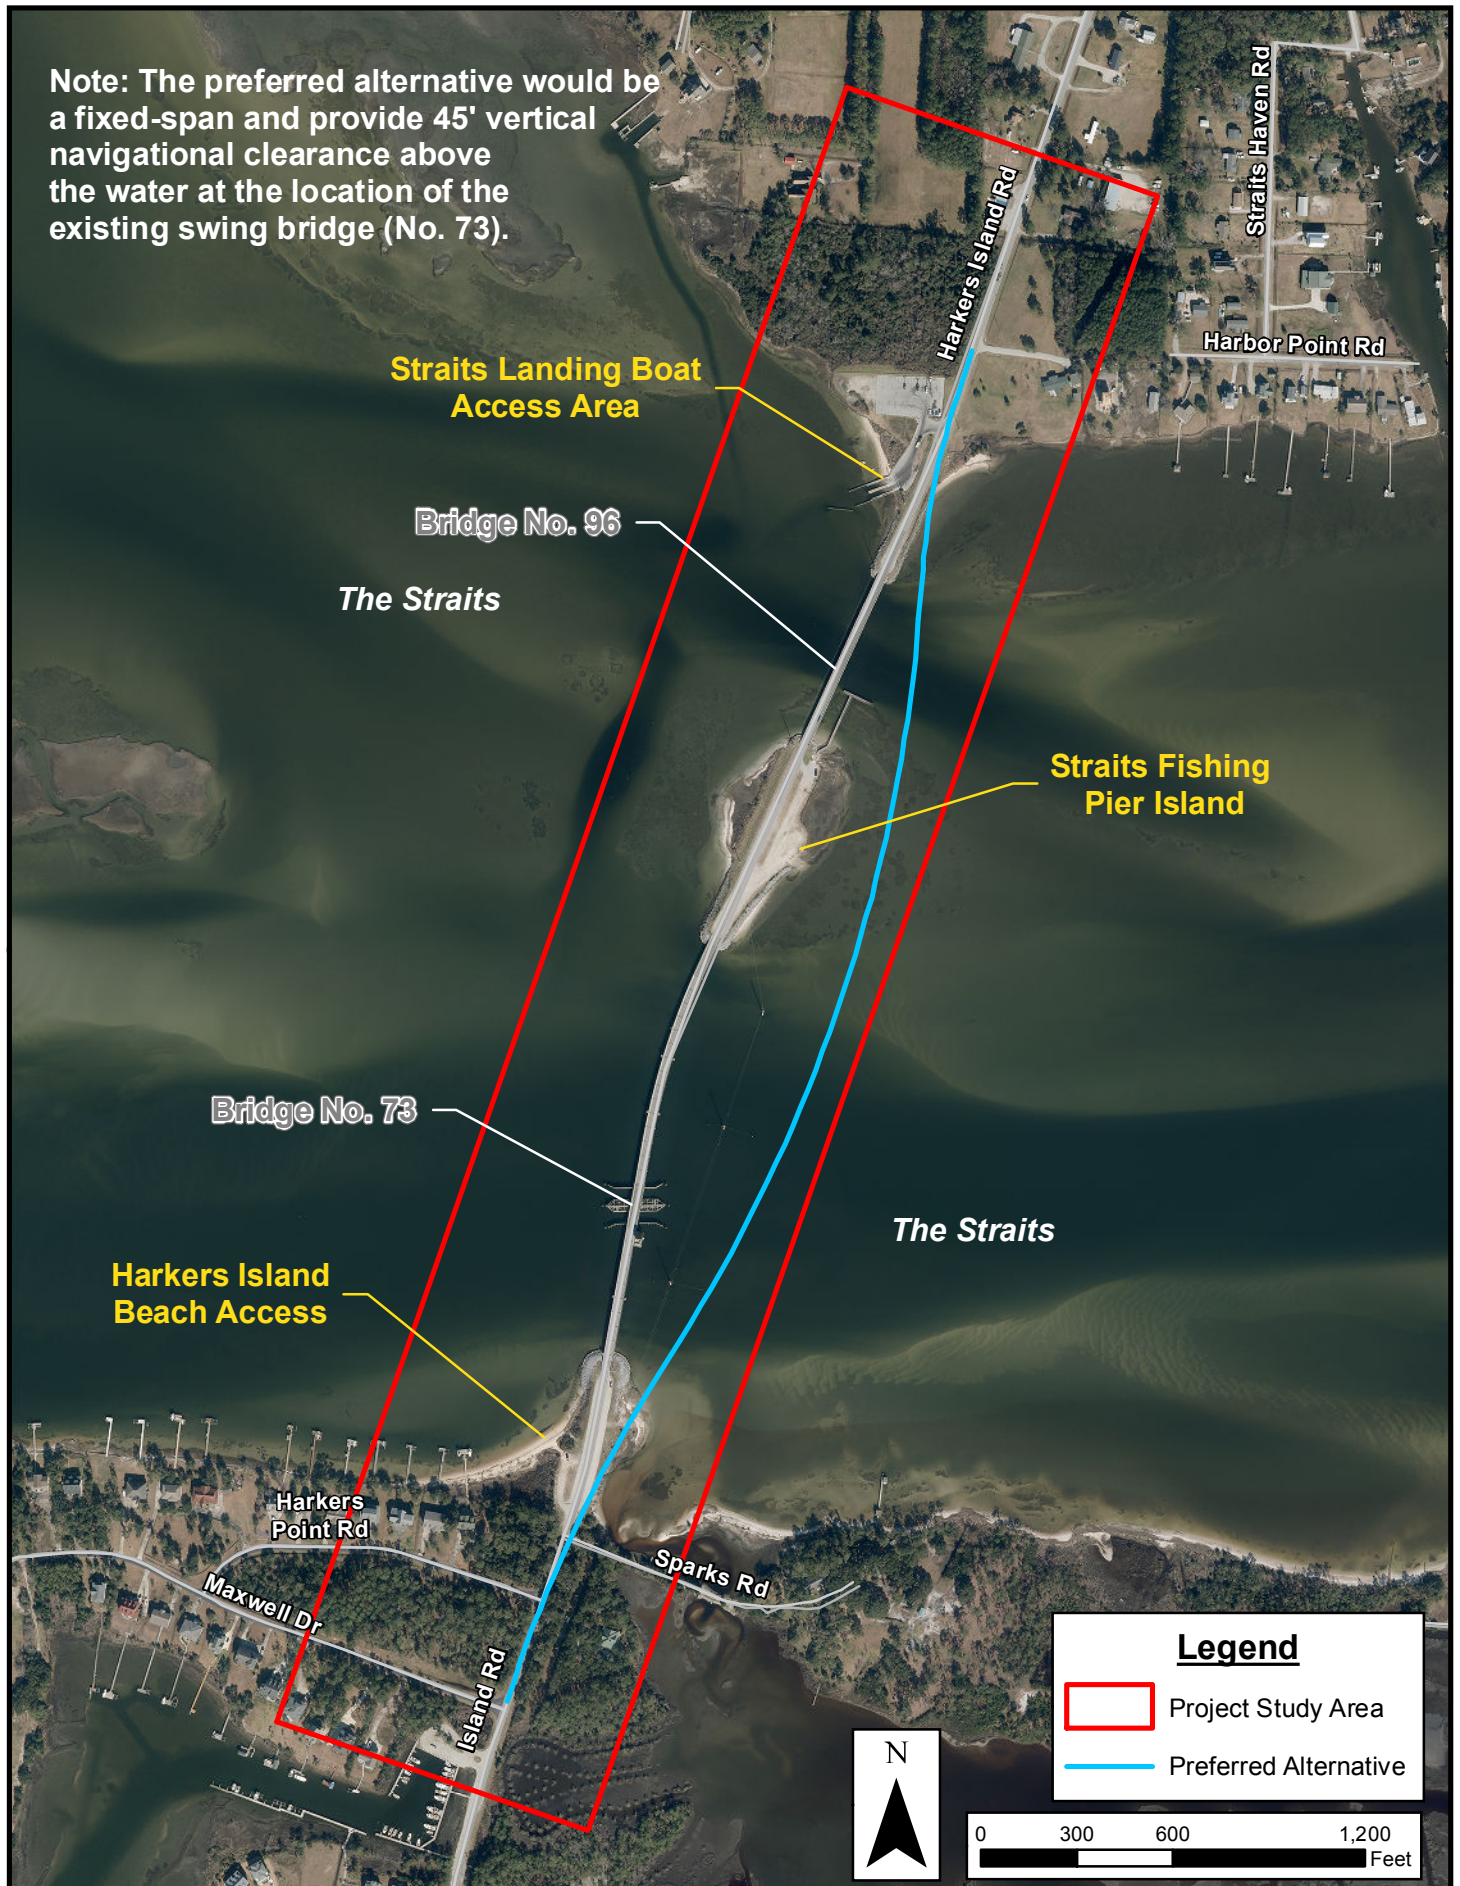 Note: The preferred alternative would be
a fixed-span and provide 45' vertical
navigational clearance above
the water at the location of the
existing swing bridge (No. 73).
Straits Haven Rd
Harkers Island Rd
Harbor Point Rd
Straits Landing Boat
Access Area
Bridge No. 96
The Straits
Straits Fishing
Pier Island
Bridge No. 73
The Straits
Harkers Island
Beach Access
Harkers
Point Rd
Sparks Rd
Maxwell Dr
Island Rd
Legend
Project Study Area
Preferred Alternative
N
0 300 600 1,200
Feet